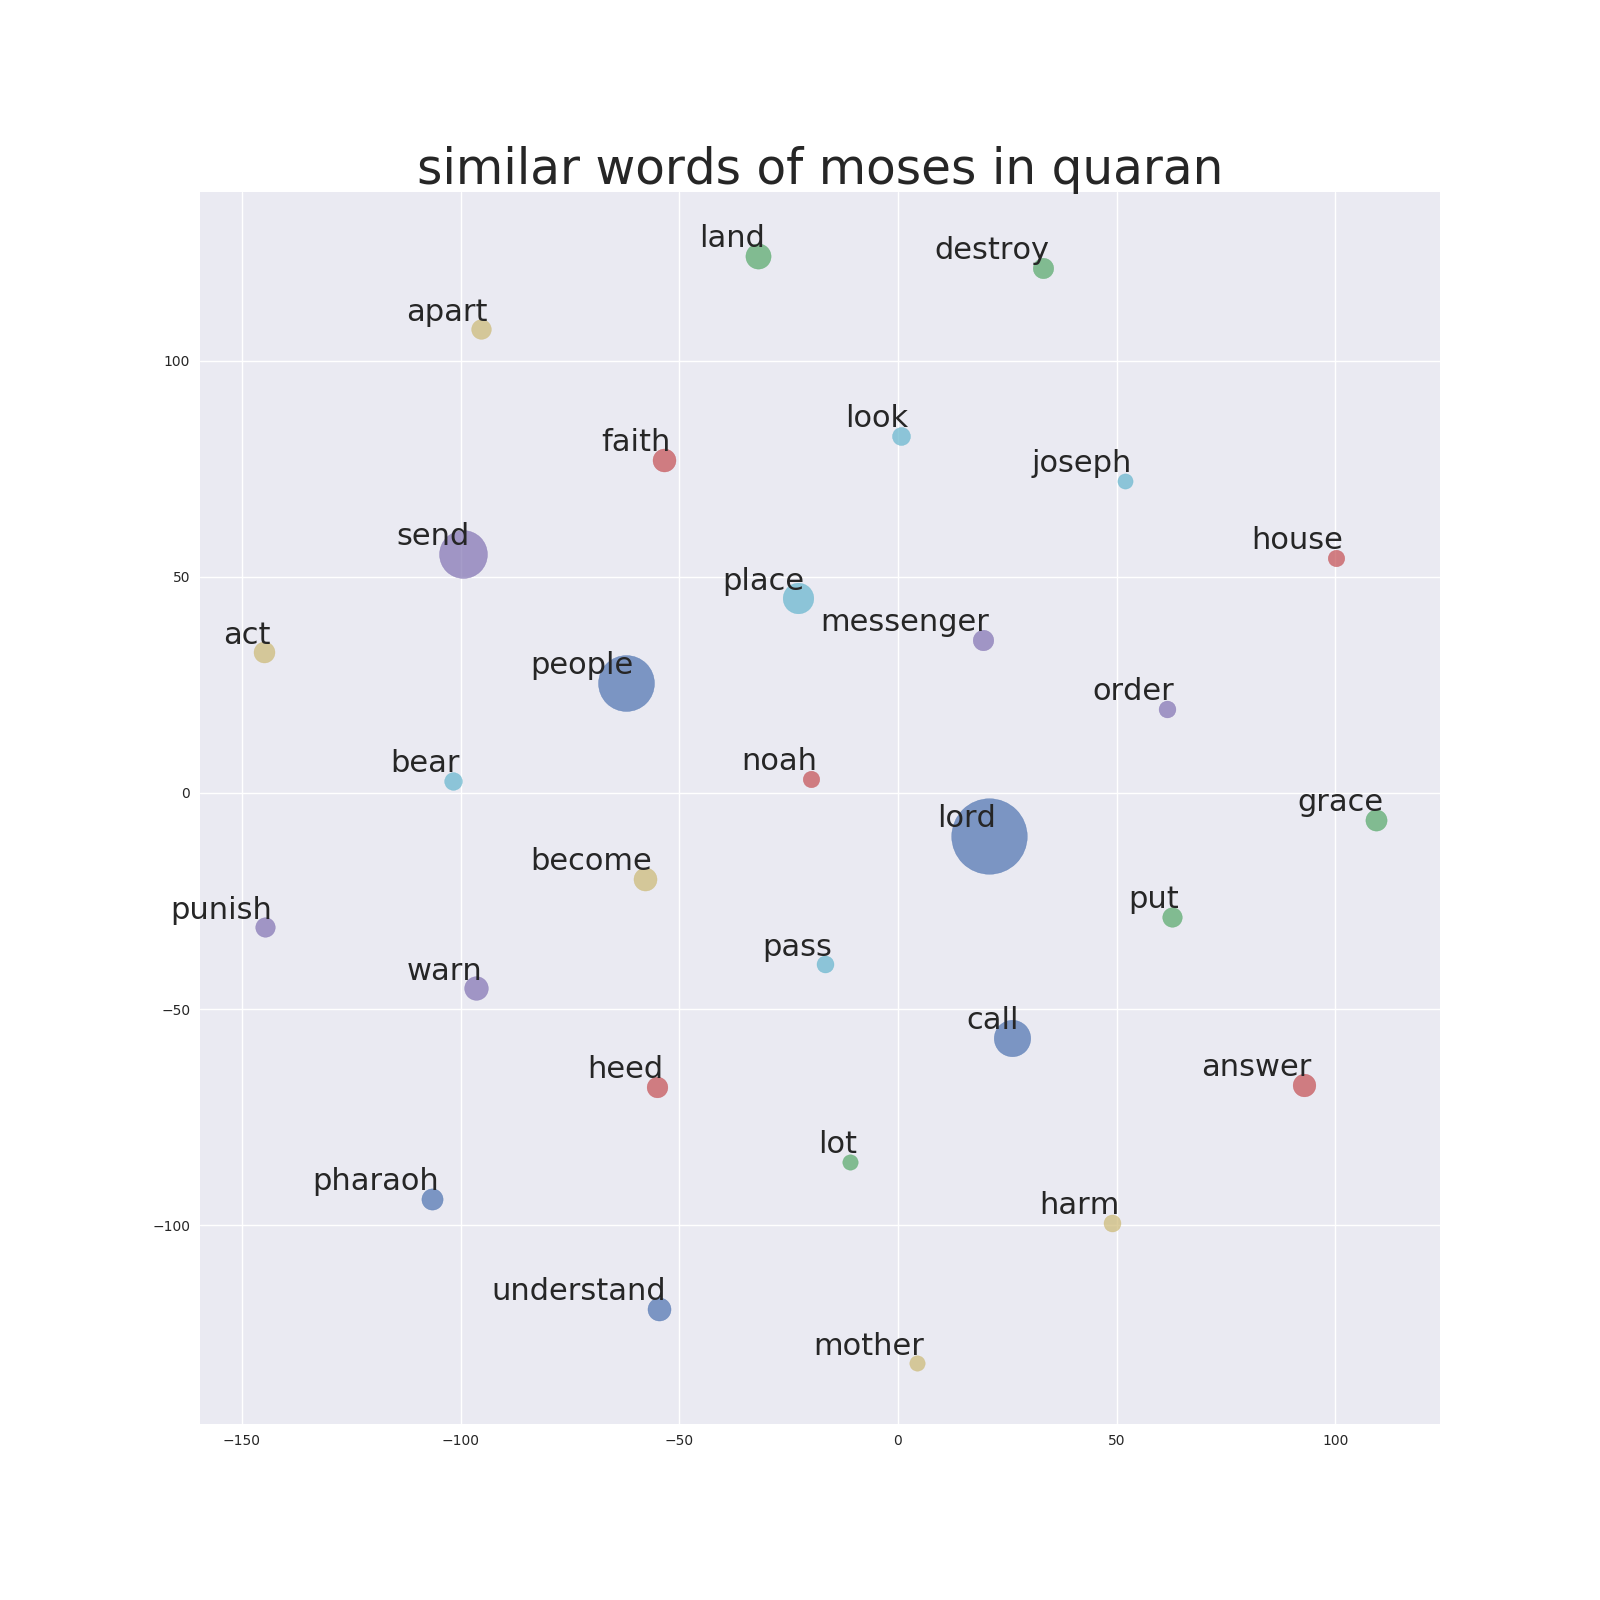 similar words of moses in quaran
land
destroy
apart
100
look
faith
joseph
send
house
50
place
messenger
act
people
order
bear
noah
0
grace
lord
become
put
punish
pass
warn
−50
call
heed
answer
lot
pharaoh
harm
−100
understand
mother
−150 −100 −50 0 50 100